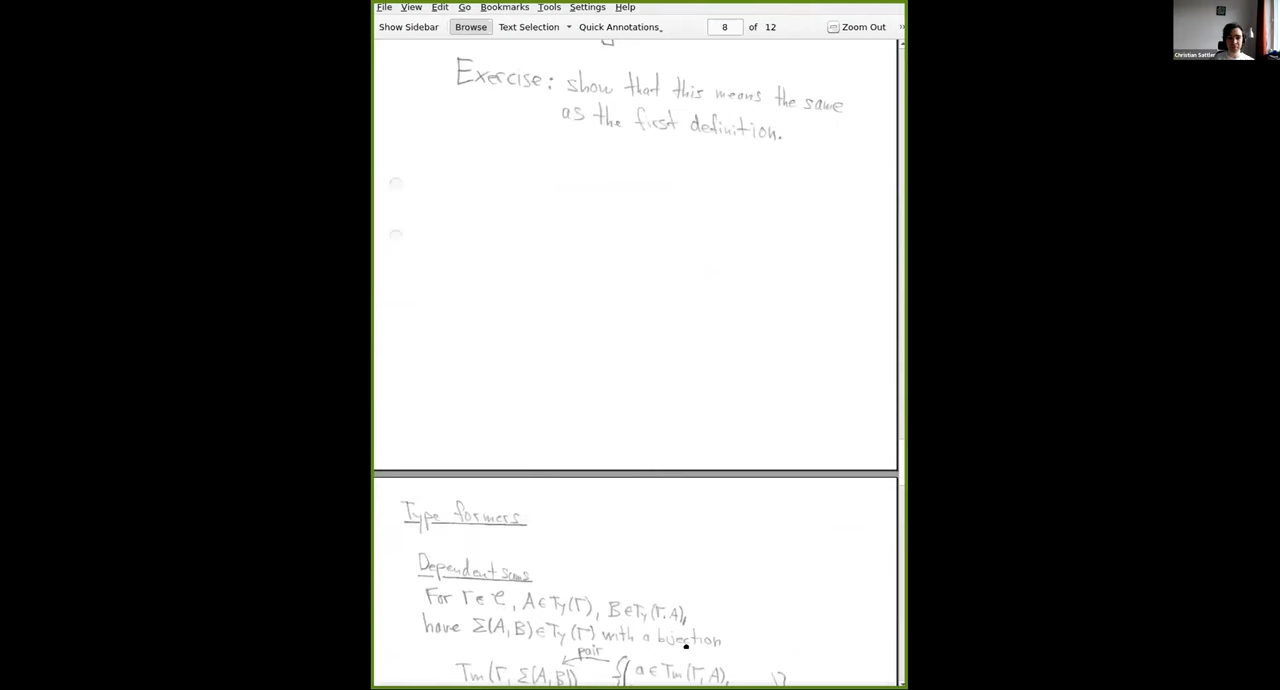 File View Edit Go Bookmarks Tools Settings Help
Show Sidebar Browse Text Selection Quick Annotations 8 of 12 Zoom Out »
Christian Sattler
Exercise: show that this means the same
as the first definition.
Type formers
Dependent sums
For Γ ∈ C, A ∈ Ty(Γ), B ∈ Ty(Γ.A),
have Σ(A,B) ∈ Ty(Γ) with a bijection
pair
Tm(Γ, Σ(A,B)) { ( a ∈ Tm(Γ,A),